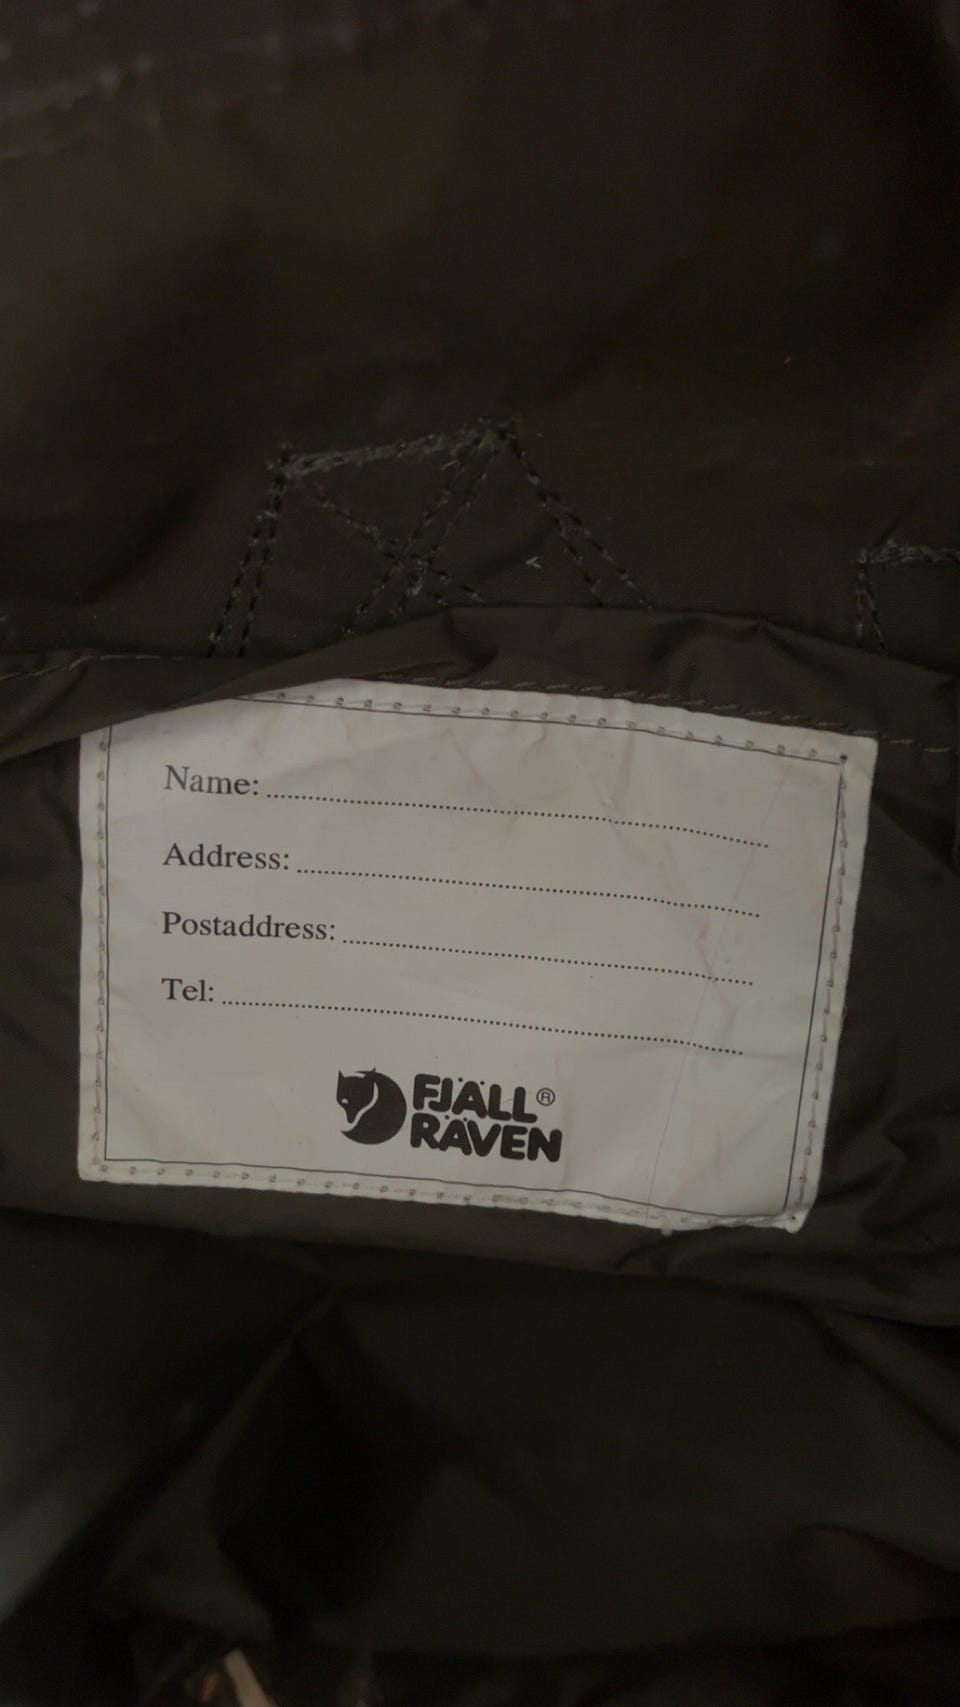 Name:
Address:
Postaddress:
Tel:
FJÄLL®
RÄVEN